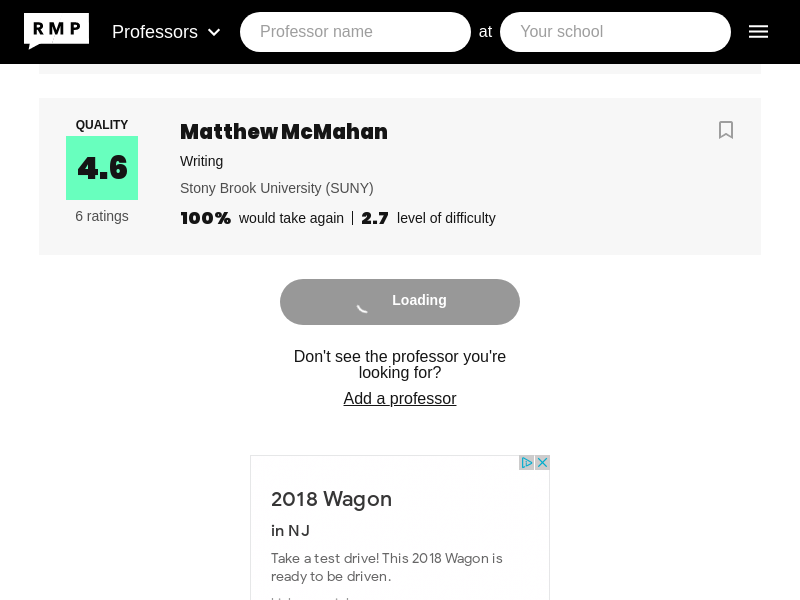 RMP
Professors
Professor name
at
Your school
QUALITY
4.6
6 ratings
Matthew McMahan
Writing
Stony Brook University (SUNY)
100% would take again | 2.7 level of difficulty
Loading
Don't see the professor you're
looking for?
Add a professor
2018 Wagon
in NJ
Take a test drive! This 2018 Wagon is
ready to be driven.